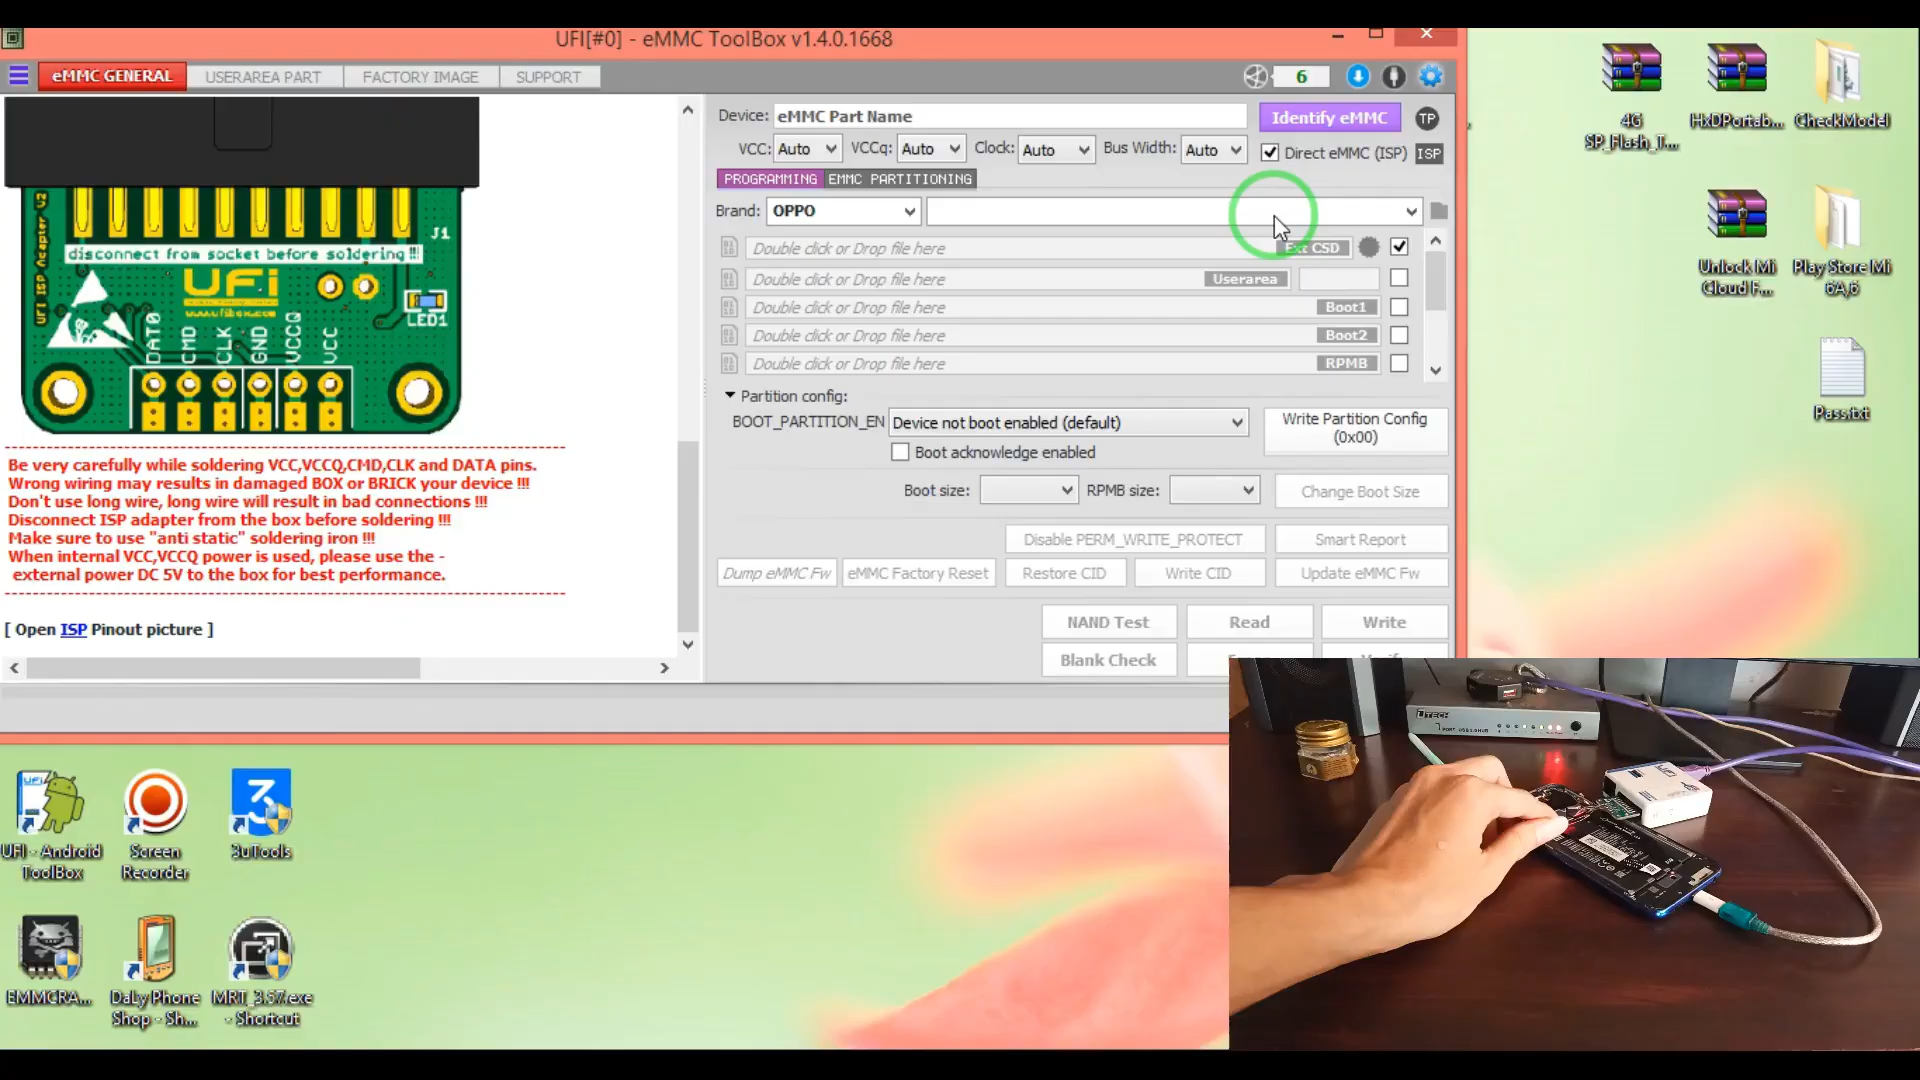 UFI[#0] - eMMC ToolBox v1.4.0.1668
eMMC GENERAL
USERAREA PART
FACTORY IMAGE
SUPPORT
6
UFI ISP Adapter V2
J1
disconnect from socket before soldering !!!
UFi
www.ufibox.com
LED1
DAT0
CMD
CLK
GND
VCCQ
VCC
Be very carefully while soldering VCC,VCCQ,CMD,CLK and DATA pins.
Wrong wiring may results in damaged BOX or BRICK your device !!!
Don't use long wire, long wire will result in bad connections !!!
Disconnect ISP adapter from the box before soldering !!!
Make sure to use "anti static" soldering iron !!!
When internal VCC,VCCQ power is used, please use the -
external power DC 5V to the box for best performance.
[ Open ISP Pinout picture ]
Device: eMMC Part Name
Identify eMMC
TP
VCC: Auto VCCq: Auto Clock: Auto Bus Width: Auto
Direct eMMC (ISP) ISP
PROGRAMMING EMMC PARTITIONING
Brand: OPPO
Double click or Drop file here Ext CSD
Double click or Drop file here Userarea
Double click or Drop file here Boot1
Double click or Drop file here Boot2
Double click or Drop file here RPMB
Partition config:
BOOT_PARTITION_EN Device not boot enabled (default)
Write Partition Config
(0x00)
Boot acknowledge enabled
Boot size: RPMB size: Change Boot Size
Disable PERM_WRITE_PROTECT Smart Report
Dump eMMC Fw eMMC Factory Reset Restore CID Write CID Update eMMC Fw
NAND Test Read Write
Blank Check
4G
SP_Flash_T...
HxDPortab...
CheckModel
Unlock Mi
Cloud F...
Play Store Mi
6A,6
Pass.txt
UFI - Android
ToolBox
Screen
Recorder
3uTools
EMMCRA...
Daby Phone
Shop - Sh...
MRT_3.57.exe
- Shortcut
DTECH